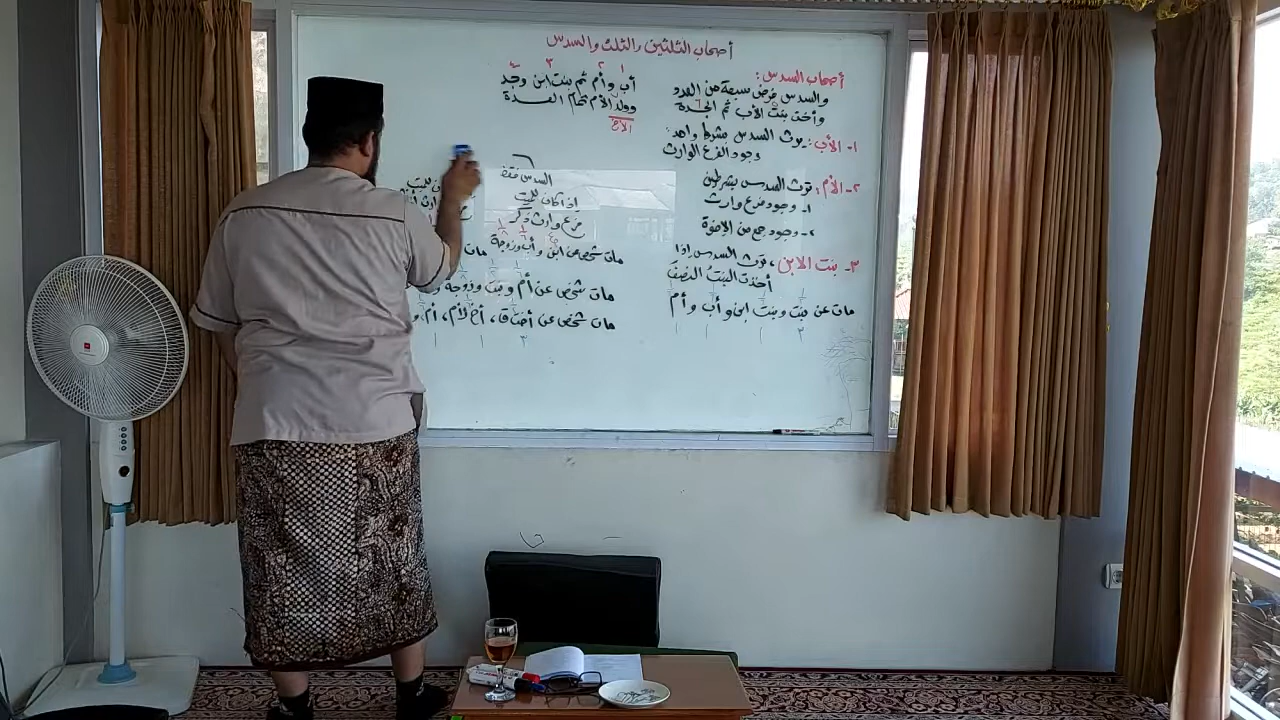 أصحاب الثلثين والثلث والسدس
أصحاب السدس:
والسدس فرض سبعة من العدد
وأخت بنت الأب ثم الجدة
١- الأب: يرث السدس بشرط واحد:
وجود الفرع الوارث
٢- الأم: ترث السدس بشرطين
١- وجود فرع وارث
٢- وجود جمع من الإخوة
٣- بنت الابن، ترث السدس إذا
أخذت البنت النصف
مات عن بنت وبنت ابن وأب وأم
١ ٢ ٣
أب وأم ثم بنت ابن وجد
وولد الأم تمام العدة
الأخ
السدس فقط
إذا كان للميت
فرع وارث ذكر
مات شخص عن ابن وأب وزوجة
مات شخص عن أم وبنت وزوجة
مات شخص عن أخ لأم، أم